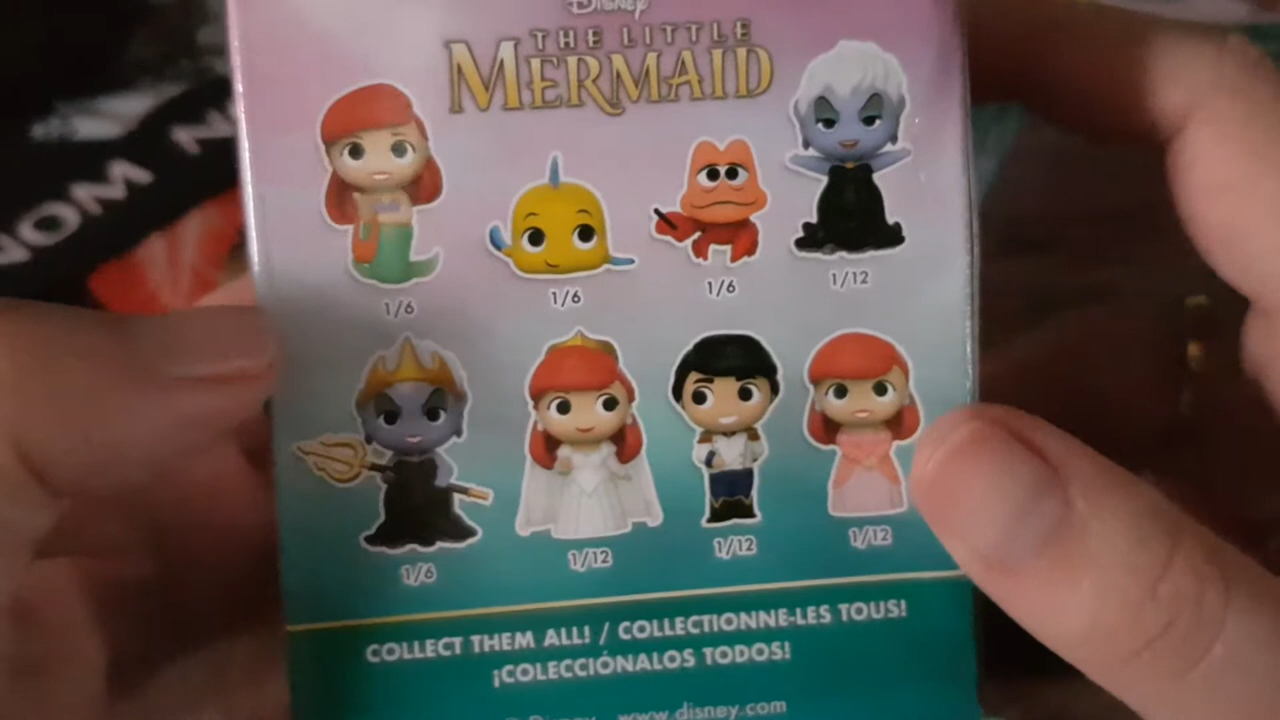 Disney
THE LITTLE
MERMAID
1/6
1/6
1/6
1/12
1/6
1/12
1/12
1/12
COLLECT THEM ALL! / COLLECTIONNE-LES TOUS!
¡COLECCIÓNALOS TODOS!
© Disney www.disney.com